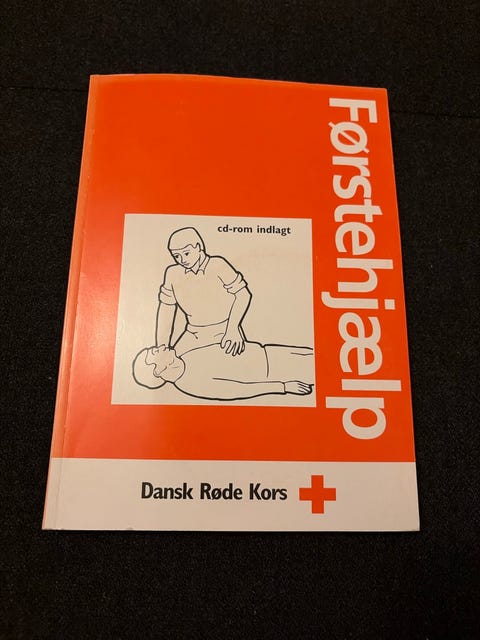 Førstehjælp
cd-rom indlagt
Dansk Røde Kors